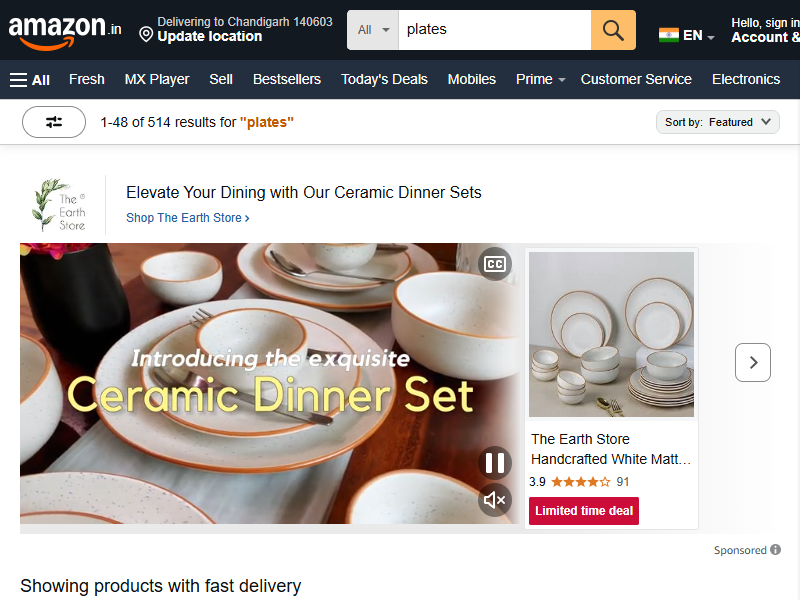 amazon.in
Delivering to Chandigarh 140603
Update location
All
plates
EN
Hello, sign in
Account &
All Fresh MX Player Sell Bestsellers Today's Deals Mobiles Prime Customer Service Electronics
1-48 of 514 results for "plates"
Sort by: Featured
The Earth Store ®
Elevate Your Dining with Our Ceramic Dinner Sets
Shop The Earth Store ›
CC
Introducing the exquisite
Ceramic Dinner Set
The Earth Store
Handcrafted White Matt...
3.9 91
Limited time deal
Sponsored
Showing products with fast delivery